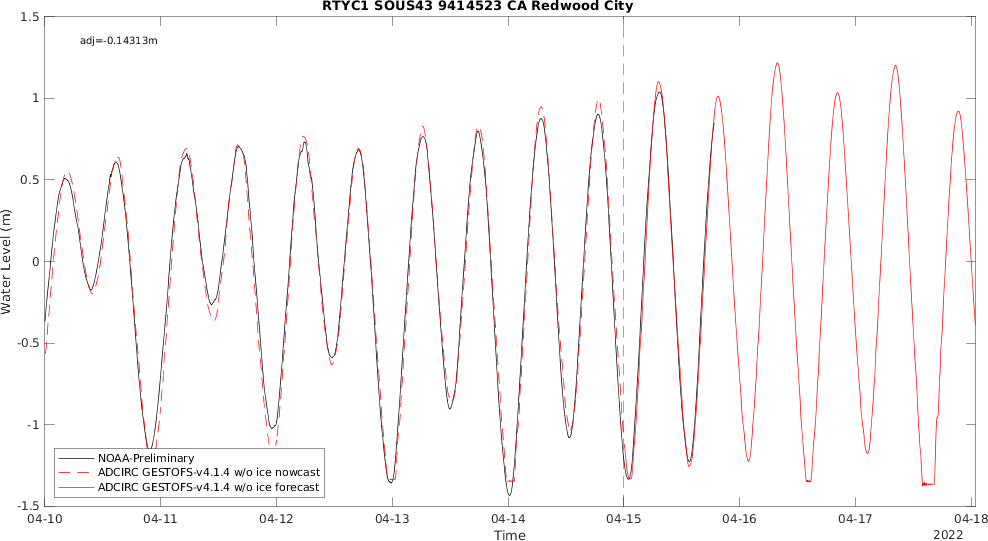 RTYC1 SOUS43 9414523 CA Redwood City
adj=-0.14313m
1.5
1
0.5
0
-0.5
-1
-1.5
Water Level (m)
NOAA-Preliminary
ADCIRC GESTOFS-v4.1.4 w/o ice nowcast
ADCIRC GESTOFS-v4.1.4 w/o ice forecast
04-10 04-11 04-12 04-13 04-14 04-15 04-16 04-17 04-18
Time
2022